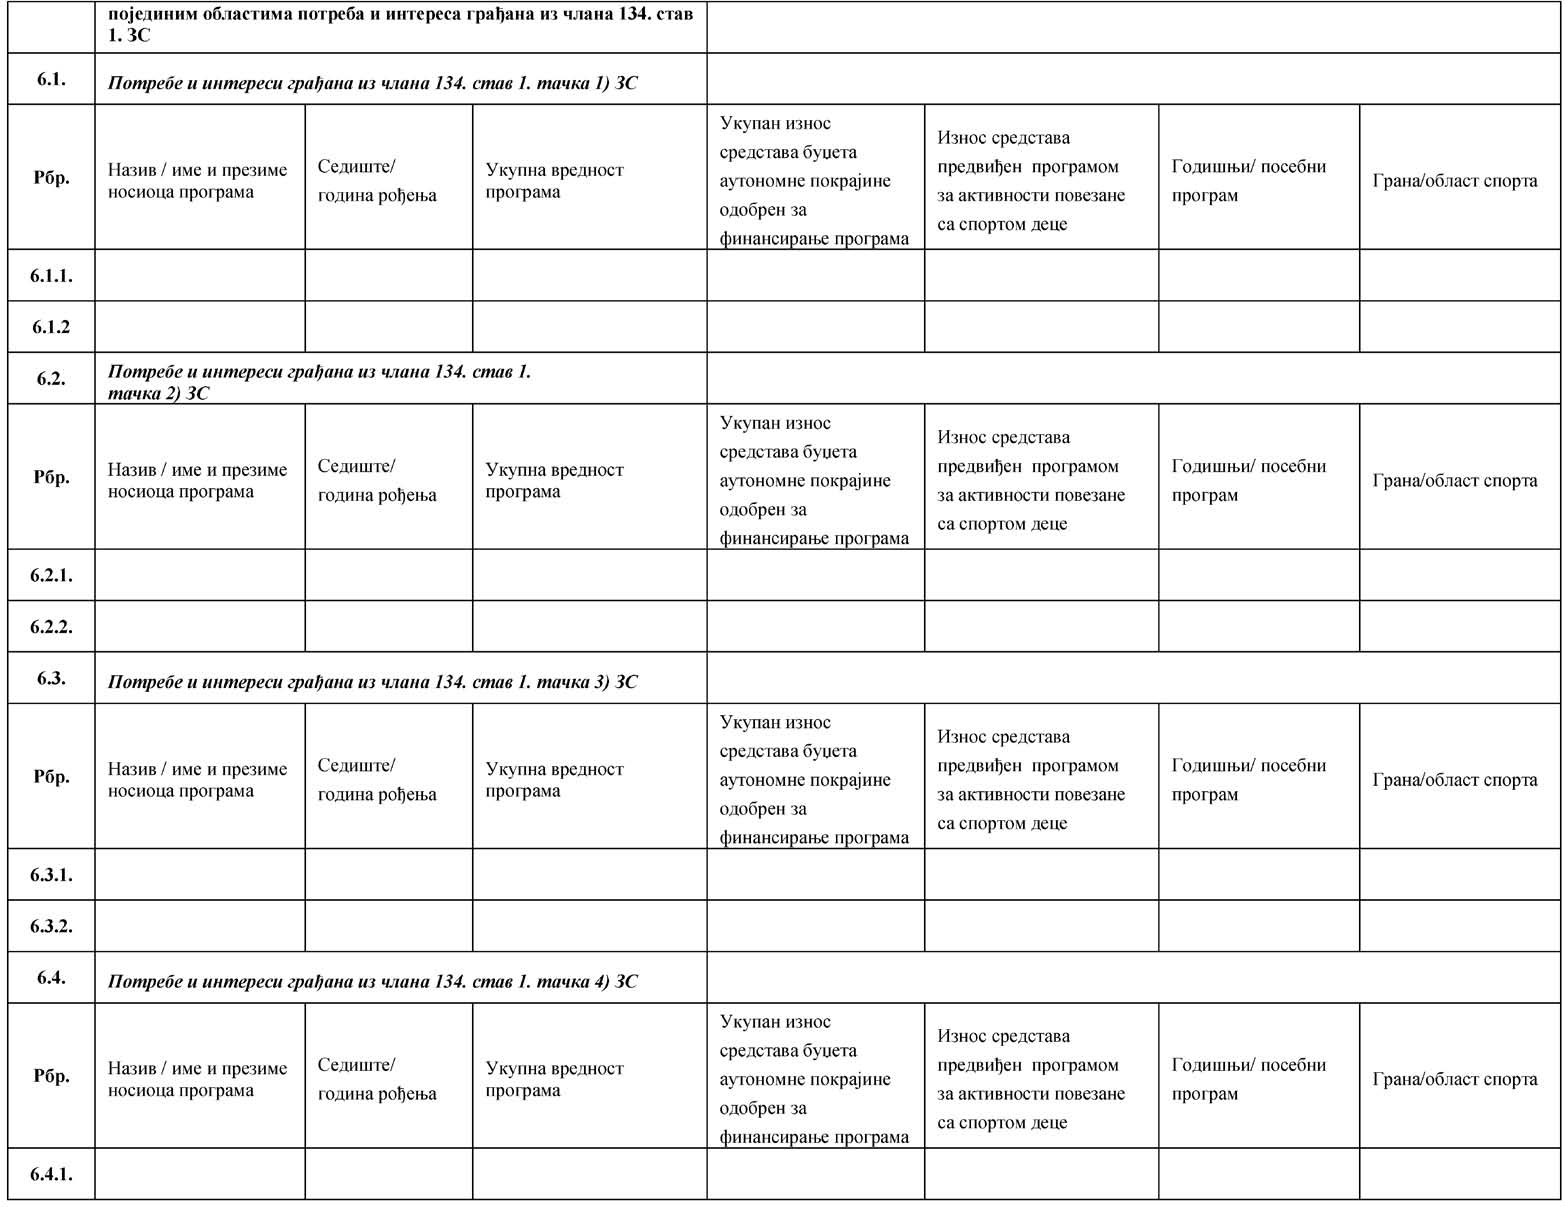 појединим областима потреба и интереса грађана из члана 134. став
1. ЗС
6.1.
Потребе и интереси грађана из члана 134. став 1. тачка 1) ЗС
Рбр.
Назив / име и презиме
носиоца програма
Седиште/
година рођења
Укупна вредност
програма
Укупан износ
средстава буџета
аутономне покрајине
одобрен за
финансирање програма
Износ средстава
предвиђен  програмом
за активности повезане
са спортом деце
Годишњи/ посебни
програм
Грана/област спорта
6.1.1.
6.1.2
6.2.
Потребе и интереси грађана из члана 134. став 1.
тачка 2) ЗС
Рбр.
Назив / име и презиме
носиоца програма
Седиште/
година рођења
Укупна вредност
програма
Укупан износ
средстава буџета
аутономне покрајине
одобрен за
финансирање програма
Износ средстава
предвиђен  програмом
за активности повезане
са спортом деце
Годишњи/ посебни
програм
Грана/област спорта
6.2.1.
6.2.2.
6.3.
Потребе и интереси грађана из члана 134. став 1. тачка 3) ЗС
Рбр.
Назив / име и презиме
носиоца програма
Седиште/
година рођења
Укупна вредност
програма
Укупан износ
средстава буџета
аутономне покрајине
одобрен за
финансирање програма
Износ средстава
предвиђен  програмом
за активности повезане
са спортом деце
Годишњи/ посебни
програм
Грана/област спорта
6.3.1.
6.3.2.
6.4.
Потребе и интереси грађана из члана 134. став 1. тачка 4) ЗС
Рбр.
Назив / име и презиме
носиоца програма
Седиште/
година рођења
Укупна вредност
програма
Укупан износ
средстава буџета
аутономне покрајине
одобрен за
финансирање програма
Износ средстава
предвиђен  програмом
за активности повезане
са спортом деце
Годишњи/ посебни
програм
Грана/област спорта
6.4.1.